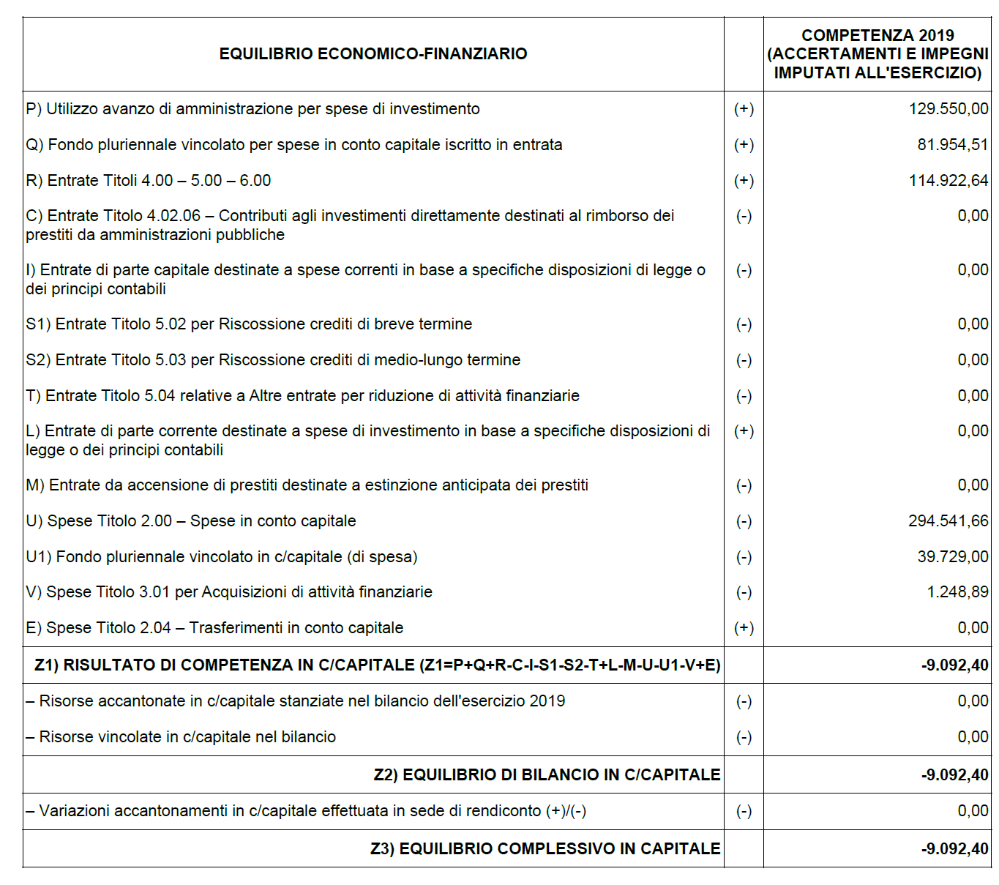 EQUILIBRIO ECONOMICO-FINANZIARIO
COMPETENZA 2019
(ACCERTAMENTI E IMPEGNI
IMPUTATI ALL'ESERCIZIO)
P) Utilizzo avanzo di amministrazione per spese di investimento (+) 129.550,00
Q) Fondo pluriennale vincolato per spese in conto capitale iscritto in entrata (+) 81.954,51
R) Entrate Titoli 4.00 – 5.00 – 6.00 (+) 114.922,64
C) Entrate Titolo 4.02.06 – Contributi agli investimenti direttamente destinati al rimborso dei (-) 0,00
prestiti da amministrazioni pubbliche
I) Entrate di parte capitale destinate a spese correnti in base a specifiche disposizioni di legge o (-) 0,00
dei principi contabili
S1) Entrate Titolo 5.02 per Riscossione crediti di breve termine (-) 0,00
S2) Entrate Titolo 5.03 per Riscossione crediti di medio-lungo termine (-) 0,00
T) Entrate Titolo 5.04 relative a Altre entrate per riduzione di attività finanziarie (-) 0,00
L) Entrate di parte corrente destinate a spese di investimento in base a specifiche disposizioni di (+) 0,00
legge o dei principi contabili
M) Entrate da accensione di prestiti destinate a estinzione anticipata dei prestiti (-) 0,00
U) Spese Titolo 2.00 – Spese in conto capitale (-) 294.541,66
U1) Fondo pluriennale vincolato in c/capitale (di spesa) (-) 39.729,00
V) Spese Titolo 3.01 per Acquisizioni di attività finanziarie (-) 1.248,89
E) Spese Titolo 2.04 – Trasferimenti in conto capitale (+) 0,00
Z1) RISULTATO DI COMPETENZA IN C/CAPITALE (Z1=P+Q+R-C-I-S1-S2-T+L-M-U-U1-V+E) -9.092,40
– Risorse accantonate in c/capitale stanziate nel bilancio dell'esercizio 2019 (-) 0,00
– Risorse vincolate in c/capitale nel bilancio (-) 0,00
Z2) EQUILIBRIO DI BILANCIO IN C/CAPITALE -9.092,40
– Variazioni accantonamenti in c/capitale effettuata in sede di rendiconto (+)/(-) (-) 0,00
Z3) EQUILIBRIO COMPLESSIVO IN CAPITALE -9.092,40